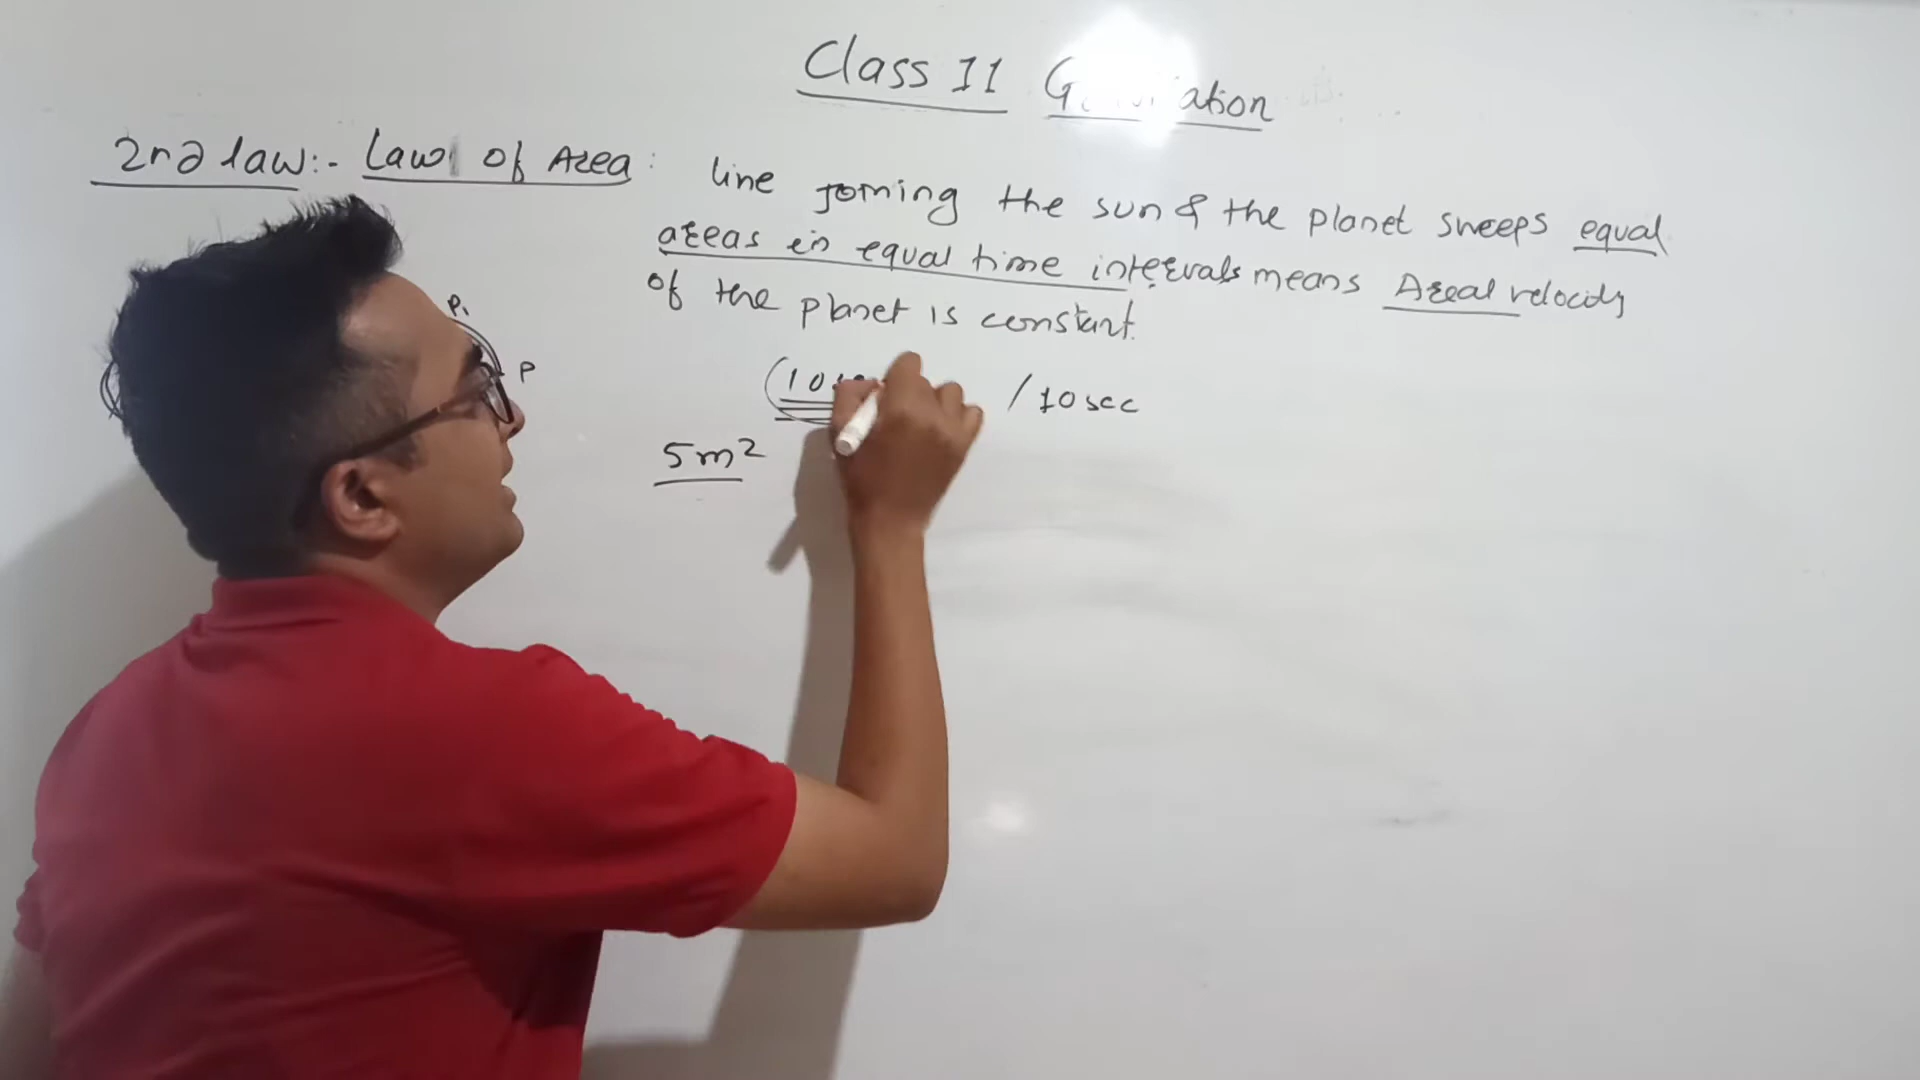 Class 11 Gravitation
2nd law:- Law of Area: line joining the sun & the planet sweeps equal
areas in equal time intervals means Areal velocity
of the planet is constant.
P1
P
(10 /10sec
5m²